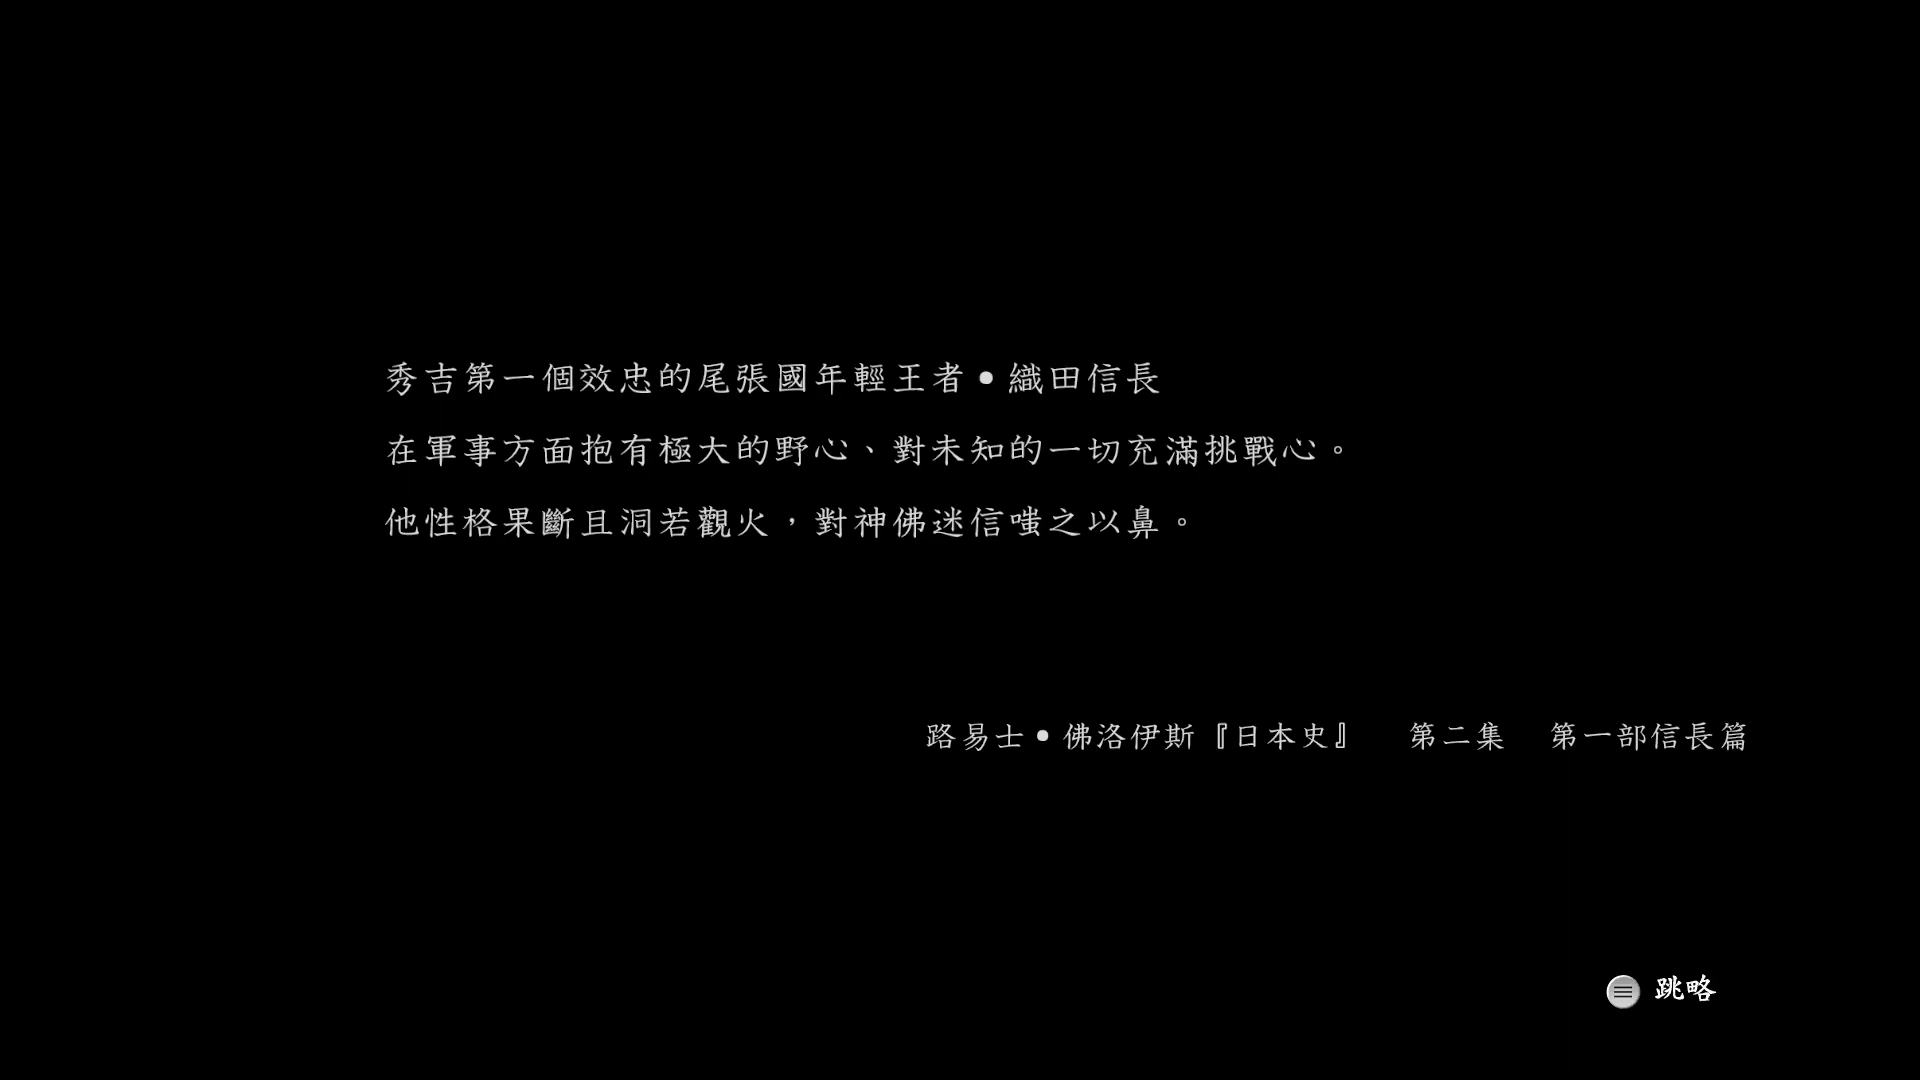 秀吉第一個效忠的尾張國年輕王者•織田信長
在軍事方面抱有極大的野心、對未知的一切充滿挑戰心。
他性格果斷且洞若觀火，對神佛迷信嗤之以鼻。
路易士•佛洛伊斯『日本史』　第二集　第一部信長篇
跳略